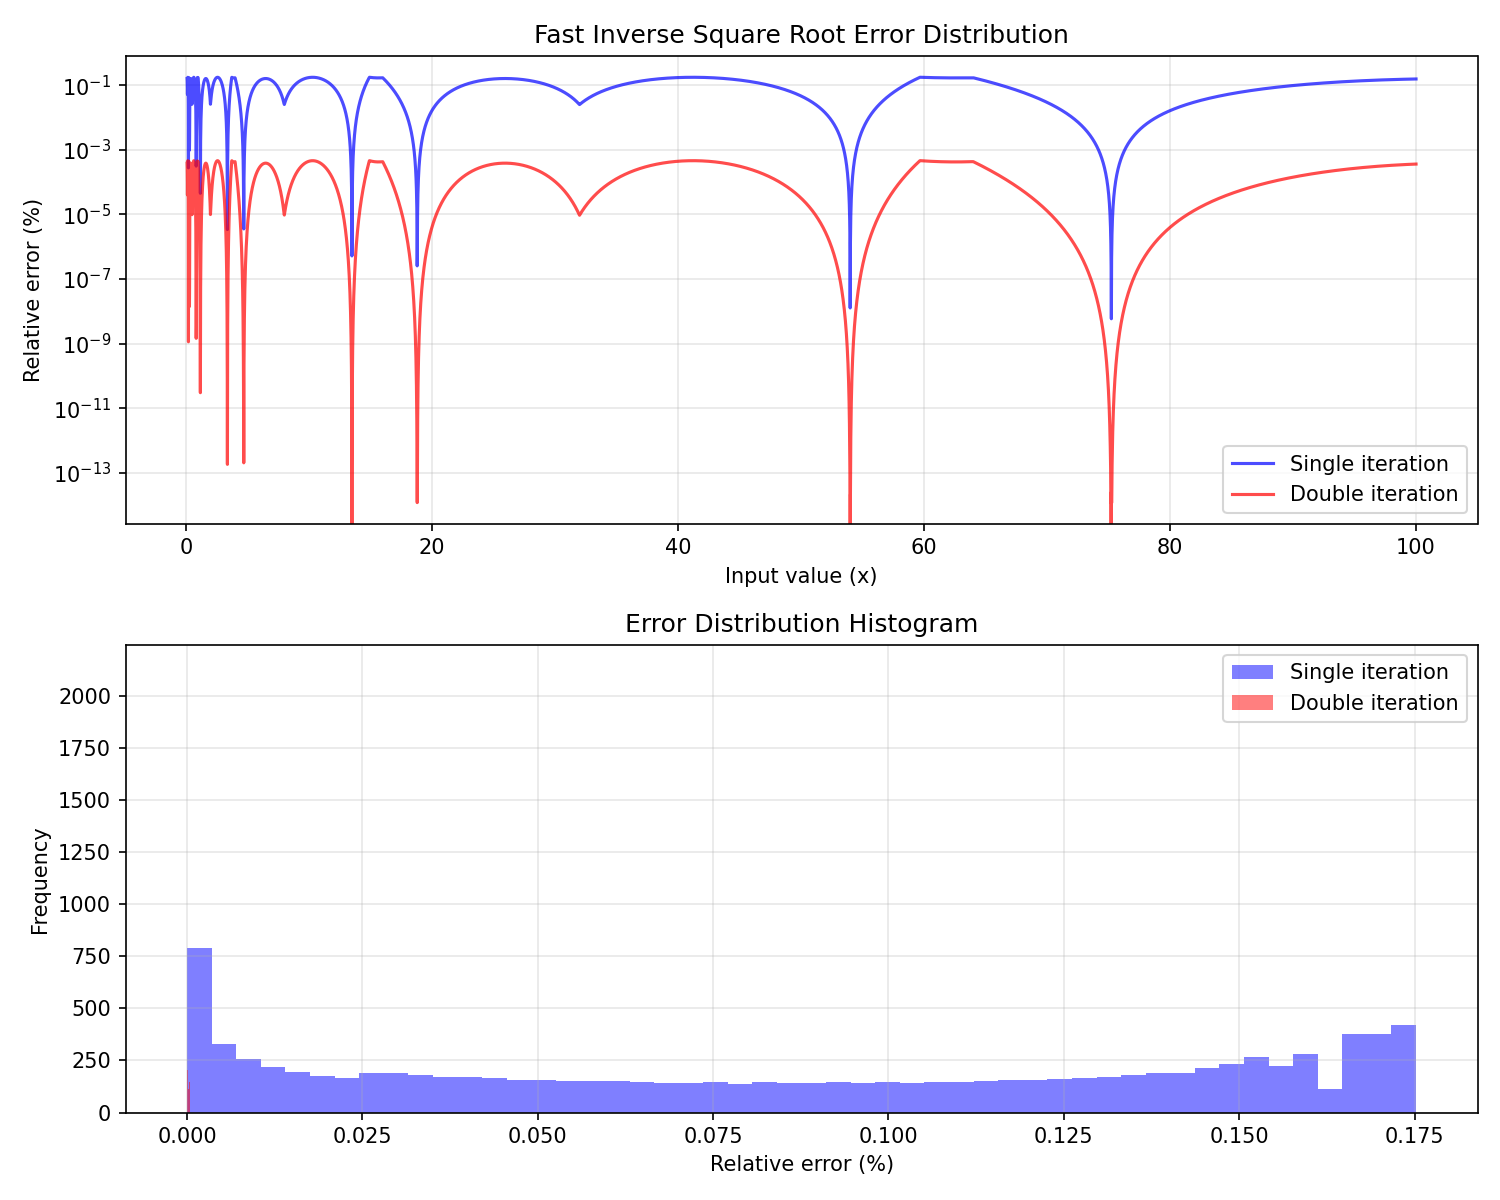 Fast Inverse Square Root Error Distribution
Relative error (%)
10⁻¹
10⁻³
10⁻⁵
10⁻⁷
10⁻⁹
10⁻¹¹
10⁻¹³
Single iteration
Double iteration
0 20 40 60 80 100
Input value (x)
Error Distribution Histogram
Frequency
2000
1750
1500
1250
1000
750
500
250
0
Single iteration
Double iteration
0.000 0.025 0.050 0.075 0.100 0.125 0.150 0.175
Relative error (%)